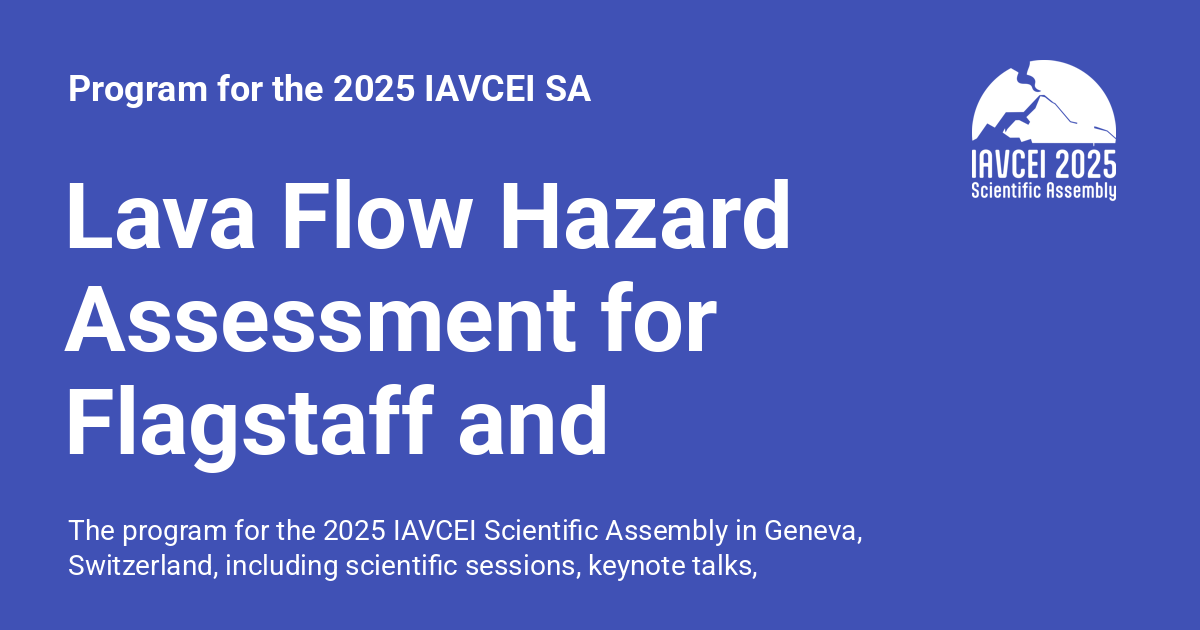 Program for the 2025 IAVCEI SA
IAVCEI 2025
Scientific Assembly
Lava Flow Hazard
Assessment for
Flagstaff and
The program for the 2025 IAVCEI Scientific Assembly in Geneva,
Switzerland, including scientific sessions, keynote talks,